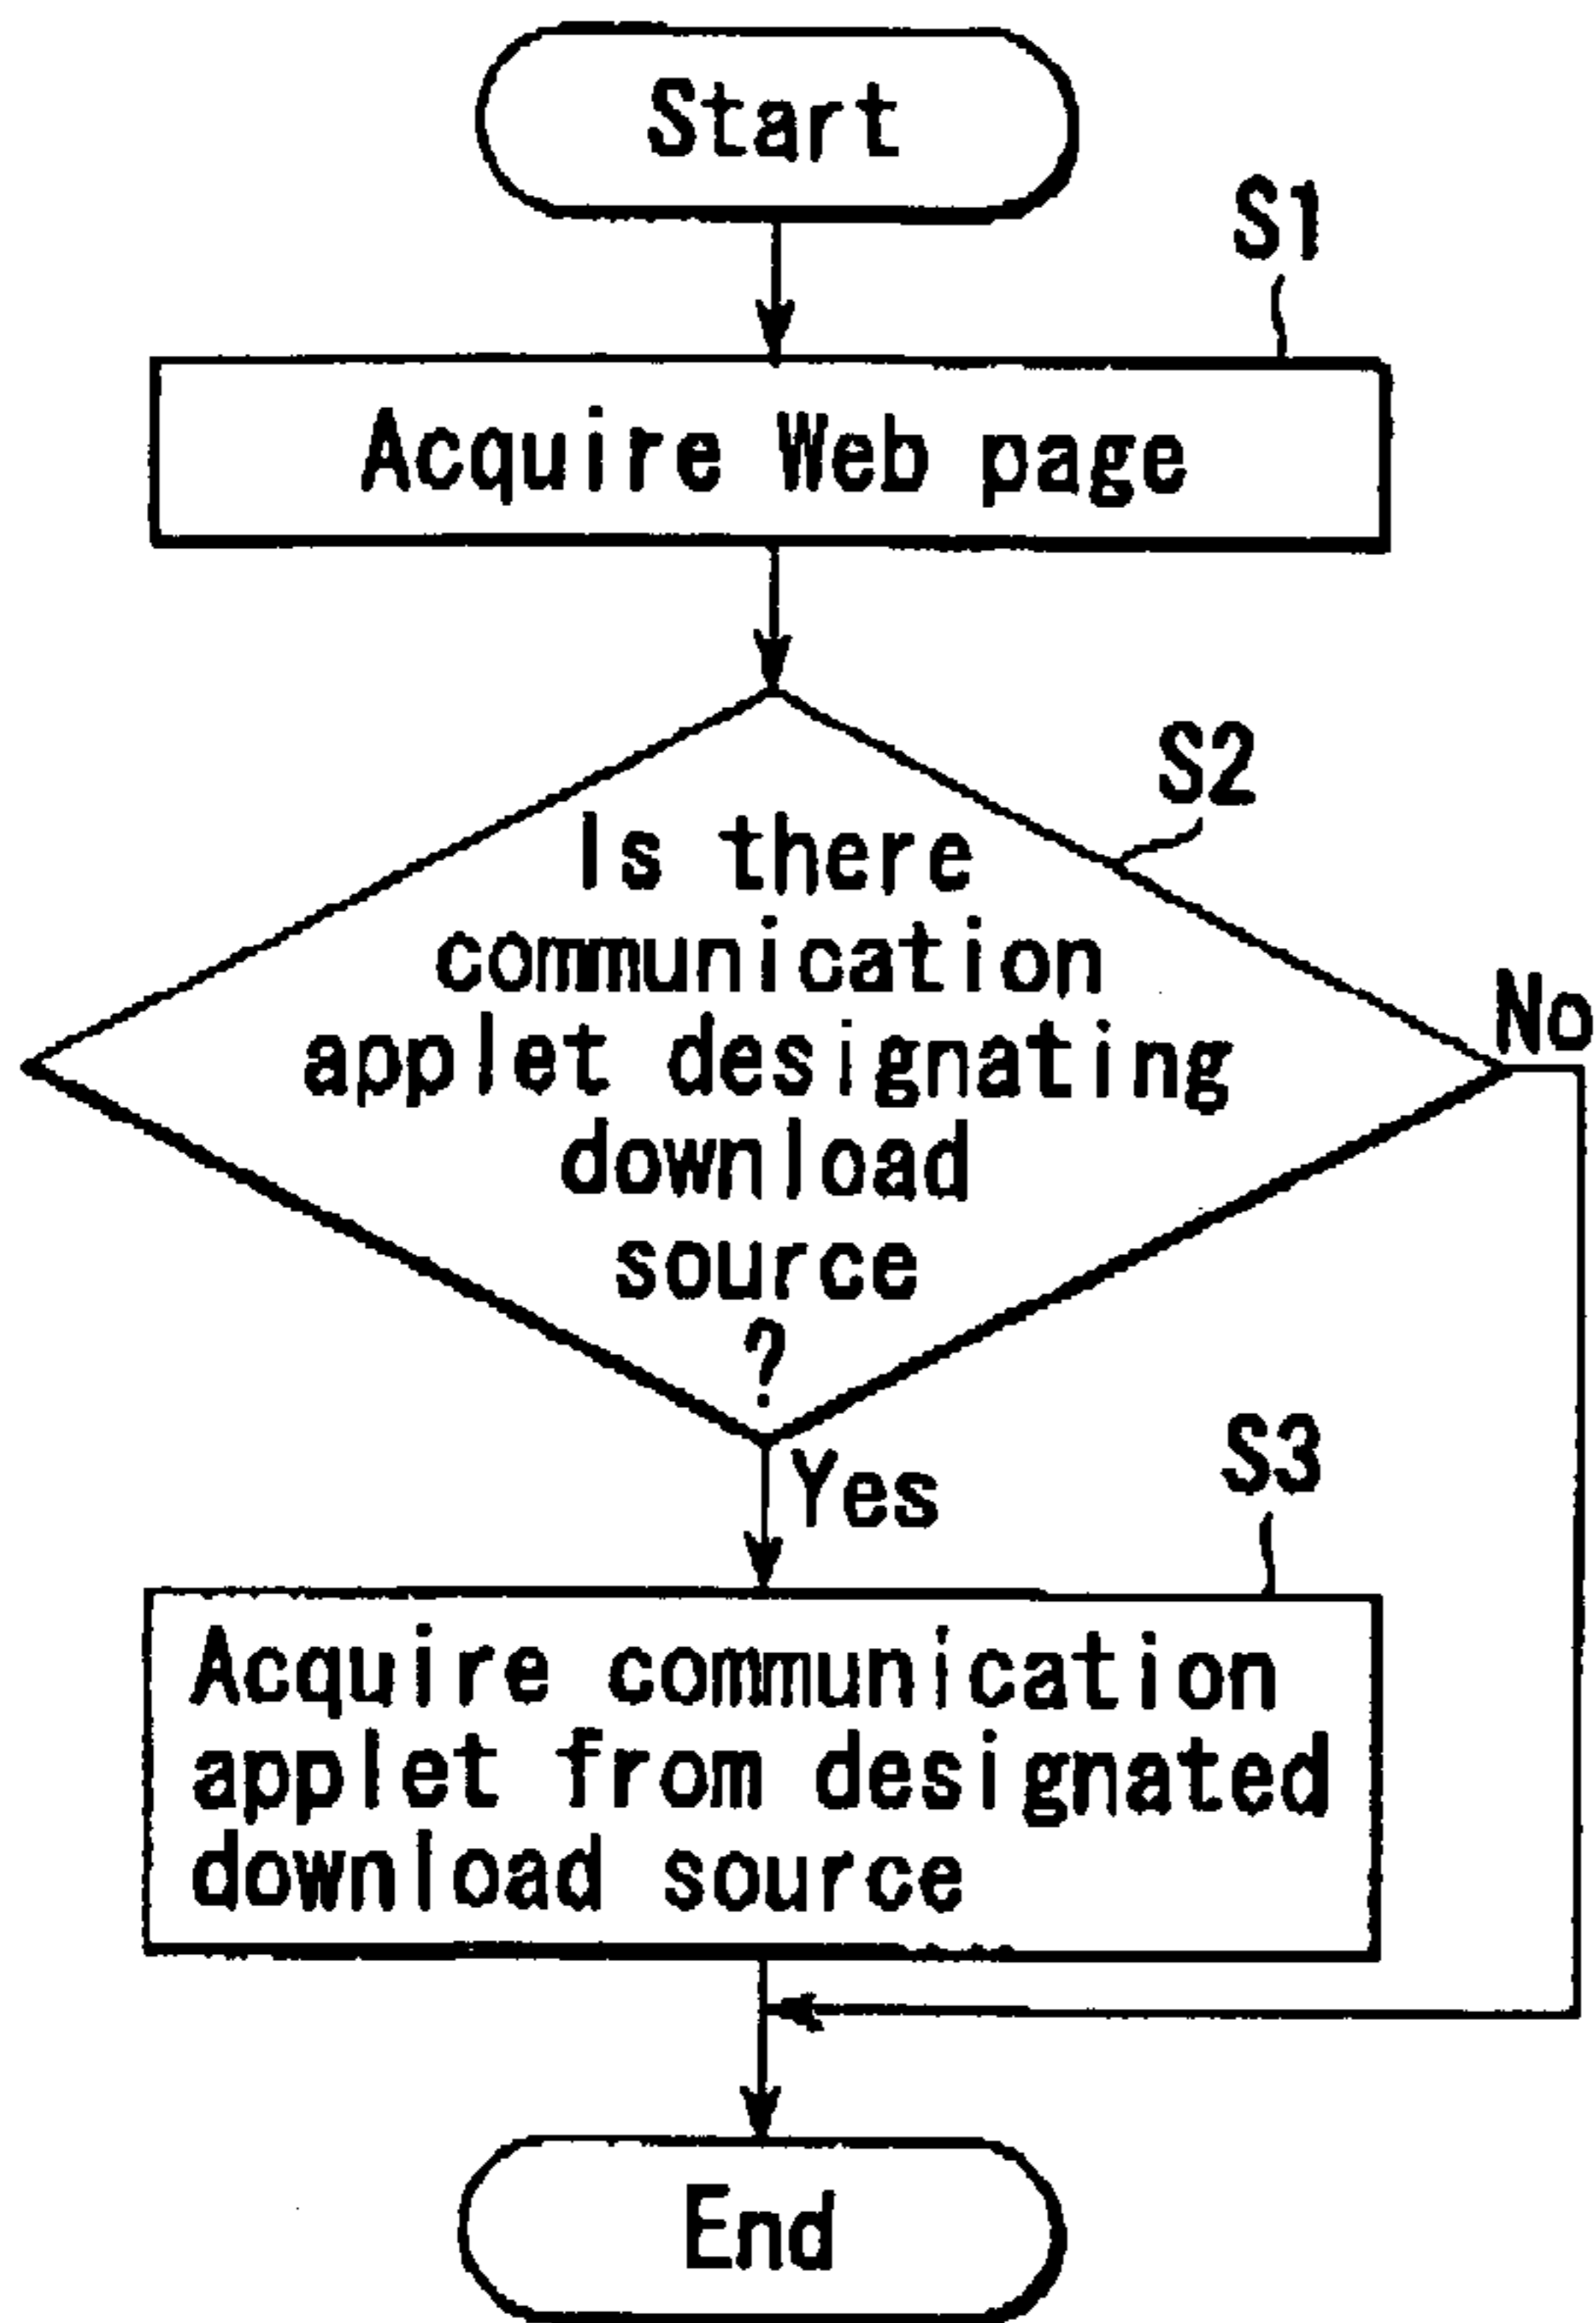 Start
S1
Acquire Web page
S2
Is there
communication
applet designating
download
source
?
No
Yes
S3
Acquire communication
applet from designated
download source
End